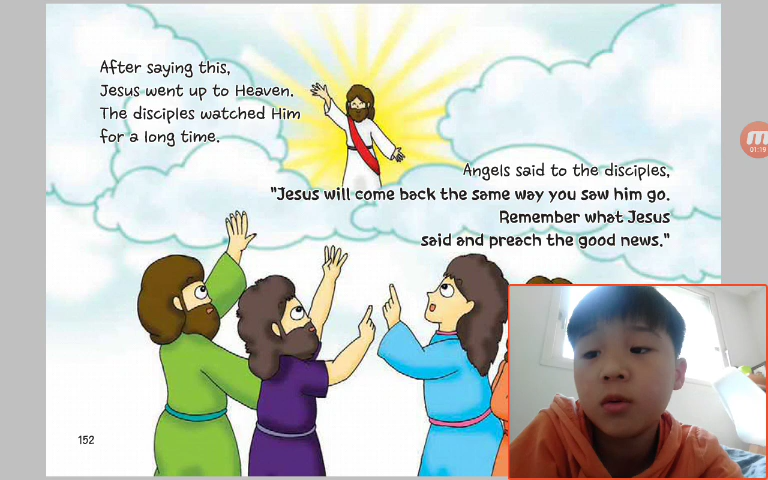 After saying this,
Jesus went up to Heaven.
The disciples watched Him
for a long time.
Angels said to the disciples,
"Jesus will come back the same way you saw him go.
Remember what Jesus
said and preach the good news."
152
01:19